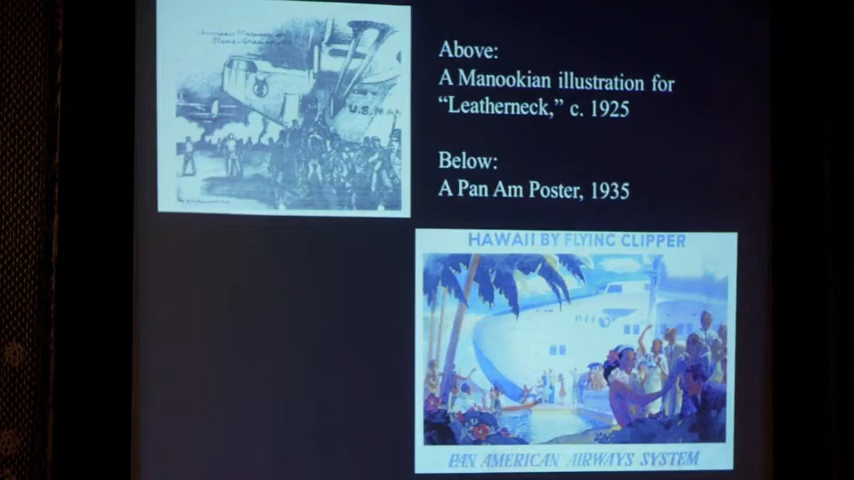 U.S. MA
Above:
A Manookian illustration for
“Leatherneck,” c. 1925
Below:
A Pan Am Poster, 1935
HAWAII BY FLYING CLIPPER
PAN AMERICAN AIRWAYS SYSTEM